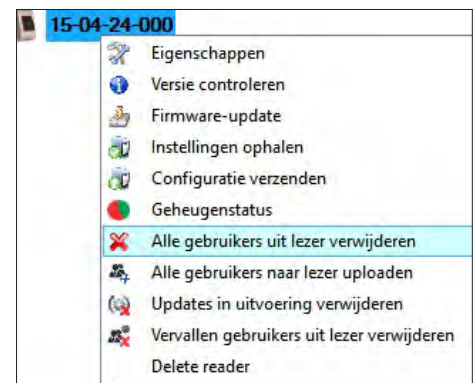 15-04-24-000
Eigenschappen
Versie controleren
Firmware-update
Instellingen ophalen
Configuratie verzenden
Geheugenstatus
Alle gebruikers uit lezer verwijderen
Alle gebruikers naar lezer uploaden
Updates in uitvoering verwijderen
Vervallen gebruikers uit lezer verwijderen
Delete reader